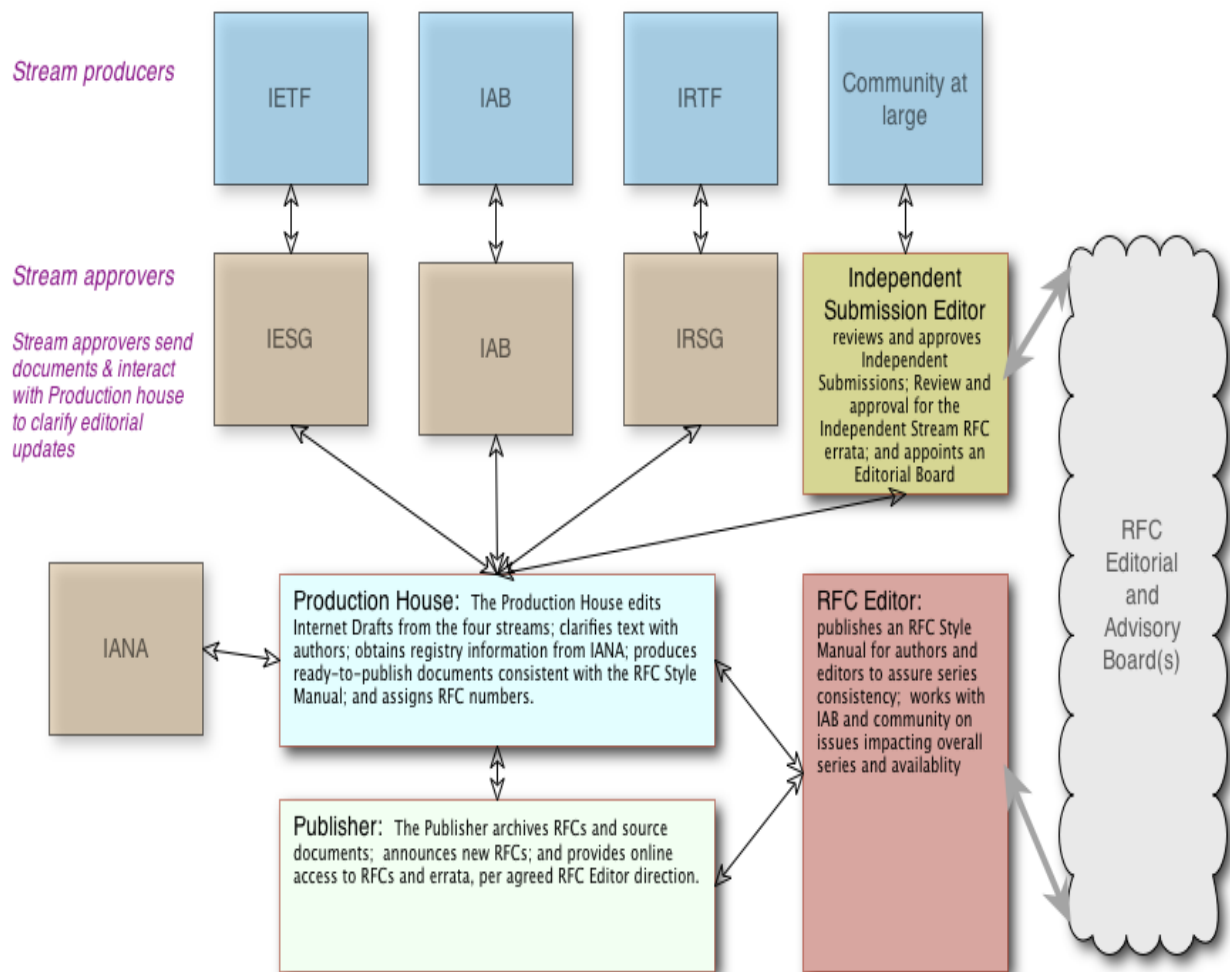 Stream producers
IETF
IAB
IRTF
Community at
large
Stream approvers
Stream approvers send
documents & interact
with Production house
to clarify editorial
updates
IESG
IAB
IRSG
Independent
Submission Editor
reviews and approves
Independent
Submissions; Review and
approval for the
Independent Stream RFC
errata; and appoints an
Editorial Board
RFC
Editorial
and
Advisory
Board(s)
IANA
Production House: The Production House edits
Internet Drafts from the four streams; clarifies text with
authors; obtains registry information from IANA; produces
ready-to-publish documents consistent with the RFC Style
Manual; and assigns RFC numbers.
RFC Editor:
publishes an RFC Style
Manual for authors and
editors to assure series
consistency; works with
IAB and community on
issues impacting overall
series and availablity
Publisher: The Publisher archives RFCs and source
documents; announces new RFCs; and provides online
access to RFCs and errata, per agreed RFC Editor direction.